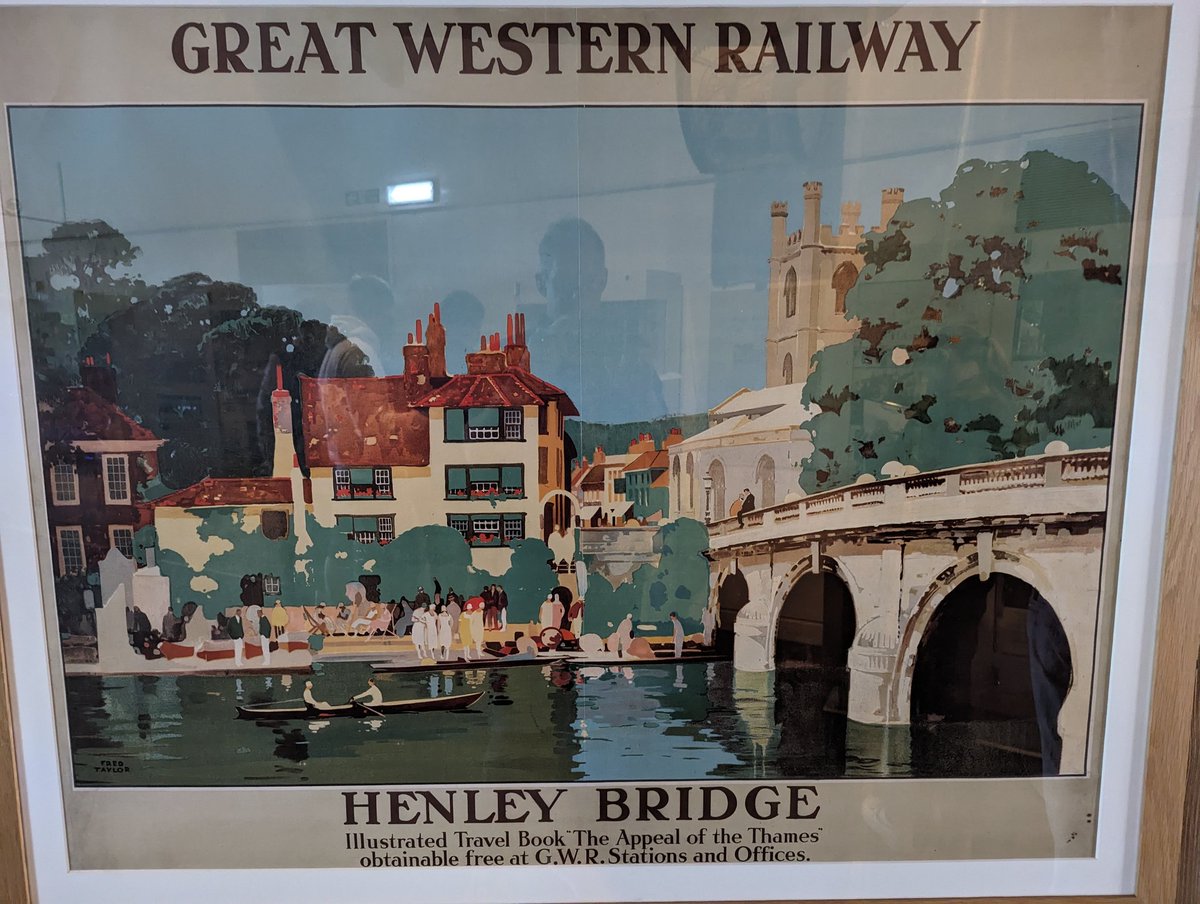 GREAT WESTERN RAILWAY
FRED
TAYLOR
HENLEY BRIDGE
Illustrated Travel Book "The Appeal of the Thames"
obtainable free at G.W.R. Stations and Offices.